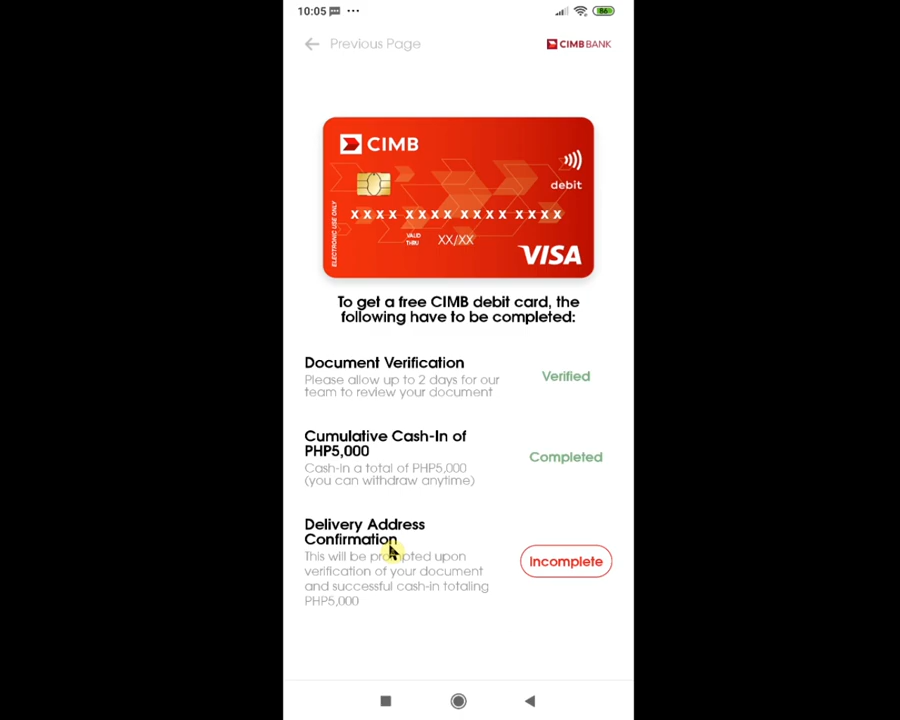 10:05
86
Previous Page
CIMB BANK
CIMB
debit
ELECTRONIC USE ONLY
XXXX XXXX XXXX XXXX
VALID
THRU
XX/XX
VISA
To get a free CIMB debit card, the
following have to be completed:
Document Verification
Please allow up to 2 days for our
team to review your document
Verified
Cumulative Cash-In of
PHP5,000
Cash-in a total of PHP5,000
(you can withdraw anytime)
Completed
Delivery Address
Confirmation
This will be prompted upon
verification of your document
and successful cash-in totaling
PHP5,000
Incomplete